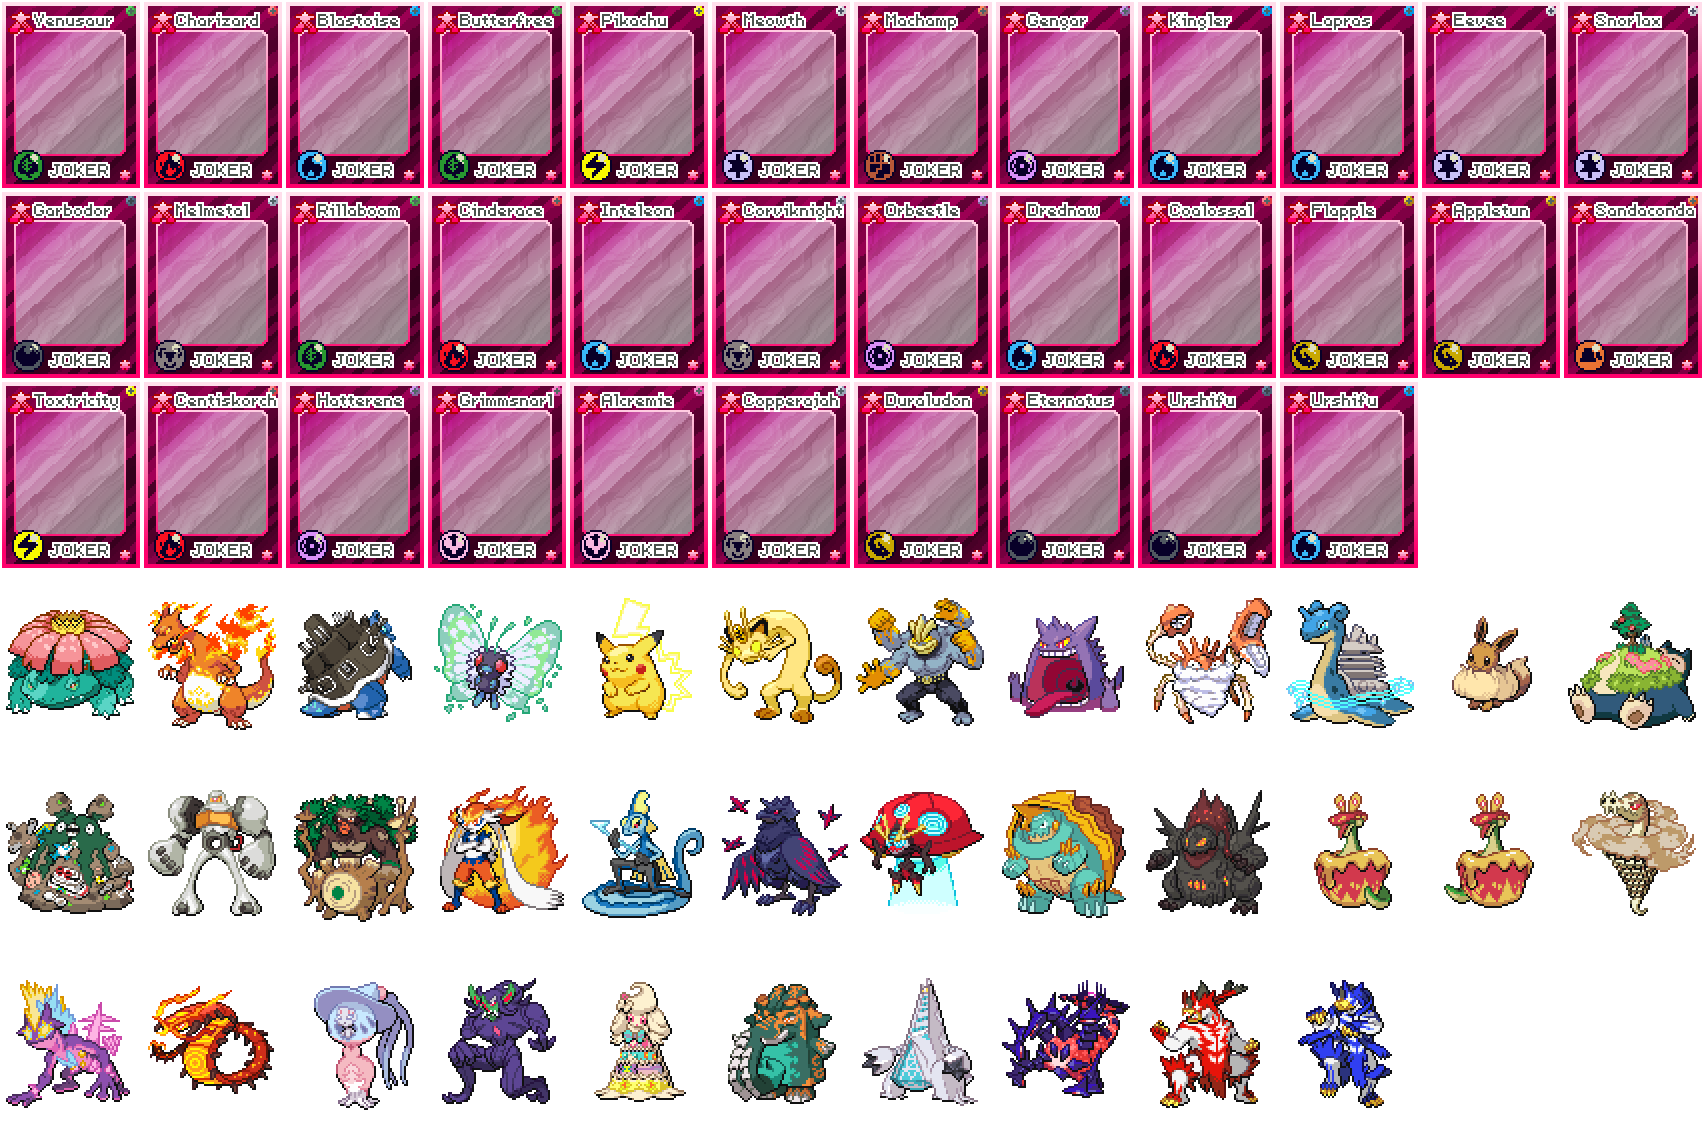 Venusaur Charizard Blastoise Butterfree Pikachu Meowth Machamp Gengar Kingler Lapras Eevee Snorlax
JOKER JOKER JOKER JOKER JOKER JOKER JOKER JOKER JOKER JOKER JOKER JOKER
Garbodor Melmetal Rillaboom Cinderace Inteleon Corviknight Orbeetle Drednaw Coalossal Flapple Appletun Sandaconda
JOKER JOKER JOKER JOKER JOKER JOKER JOKER JOKER JOKER JOKER JOKER JOKER
Toxtricity Centiskorch Hatterene Grimmsnarl Alcremie Copperajah Duraludon Eternatus Urshifu Urshifu
JOKER JOKER JOKER JOKER JOKER JOKER JOKER JOKER JOKER JOKER